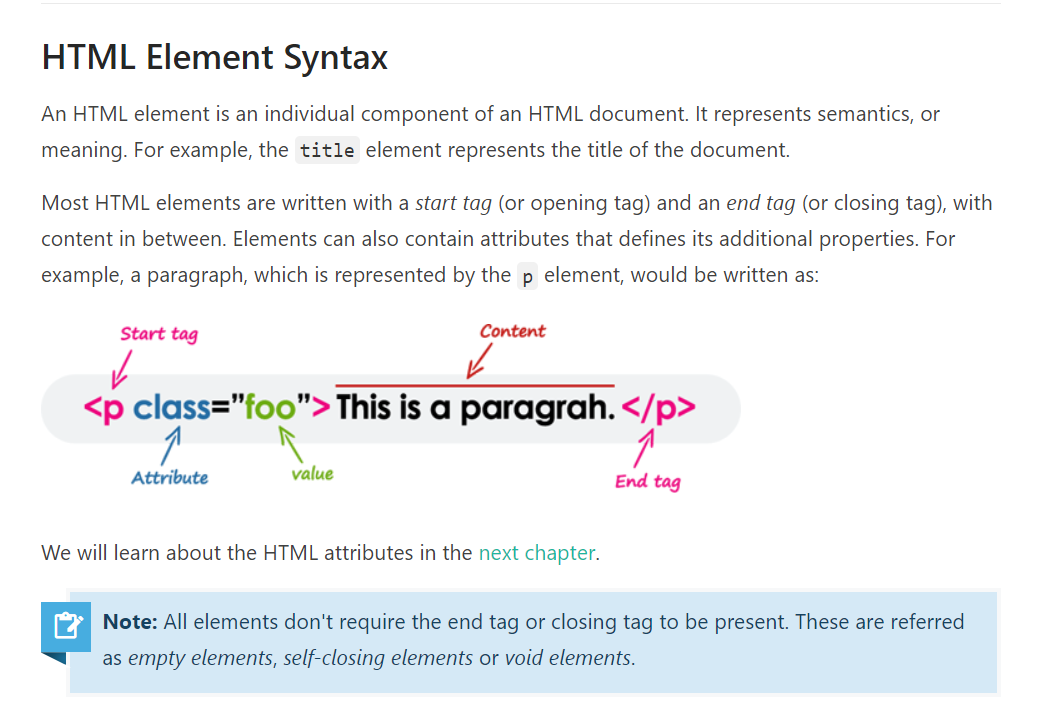 HTML Element Syntax
An HTML element is an individual component of an HTML document. It represents semantics, or
meaning. For example, the title element represents the title of the document.
Most HTML elements are written with a start tag (or opening tag) and an end tag (or closing tag), with
content in between. Elements can also contain attributes that defines its additional properties. For
example, a paragraph, which is represented by the p element, would be written as:
Start tag
Content
<p class="foo"> This is a paragrah. </p>
Attribute
value
End tag
We will learn about the HTML attributes in the next chapter.
Note: All elements don't require the end tag or closing tag to be present. These are referred
as empty elements, self-closing elements or void elements.